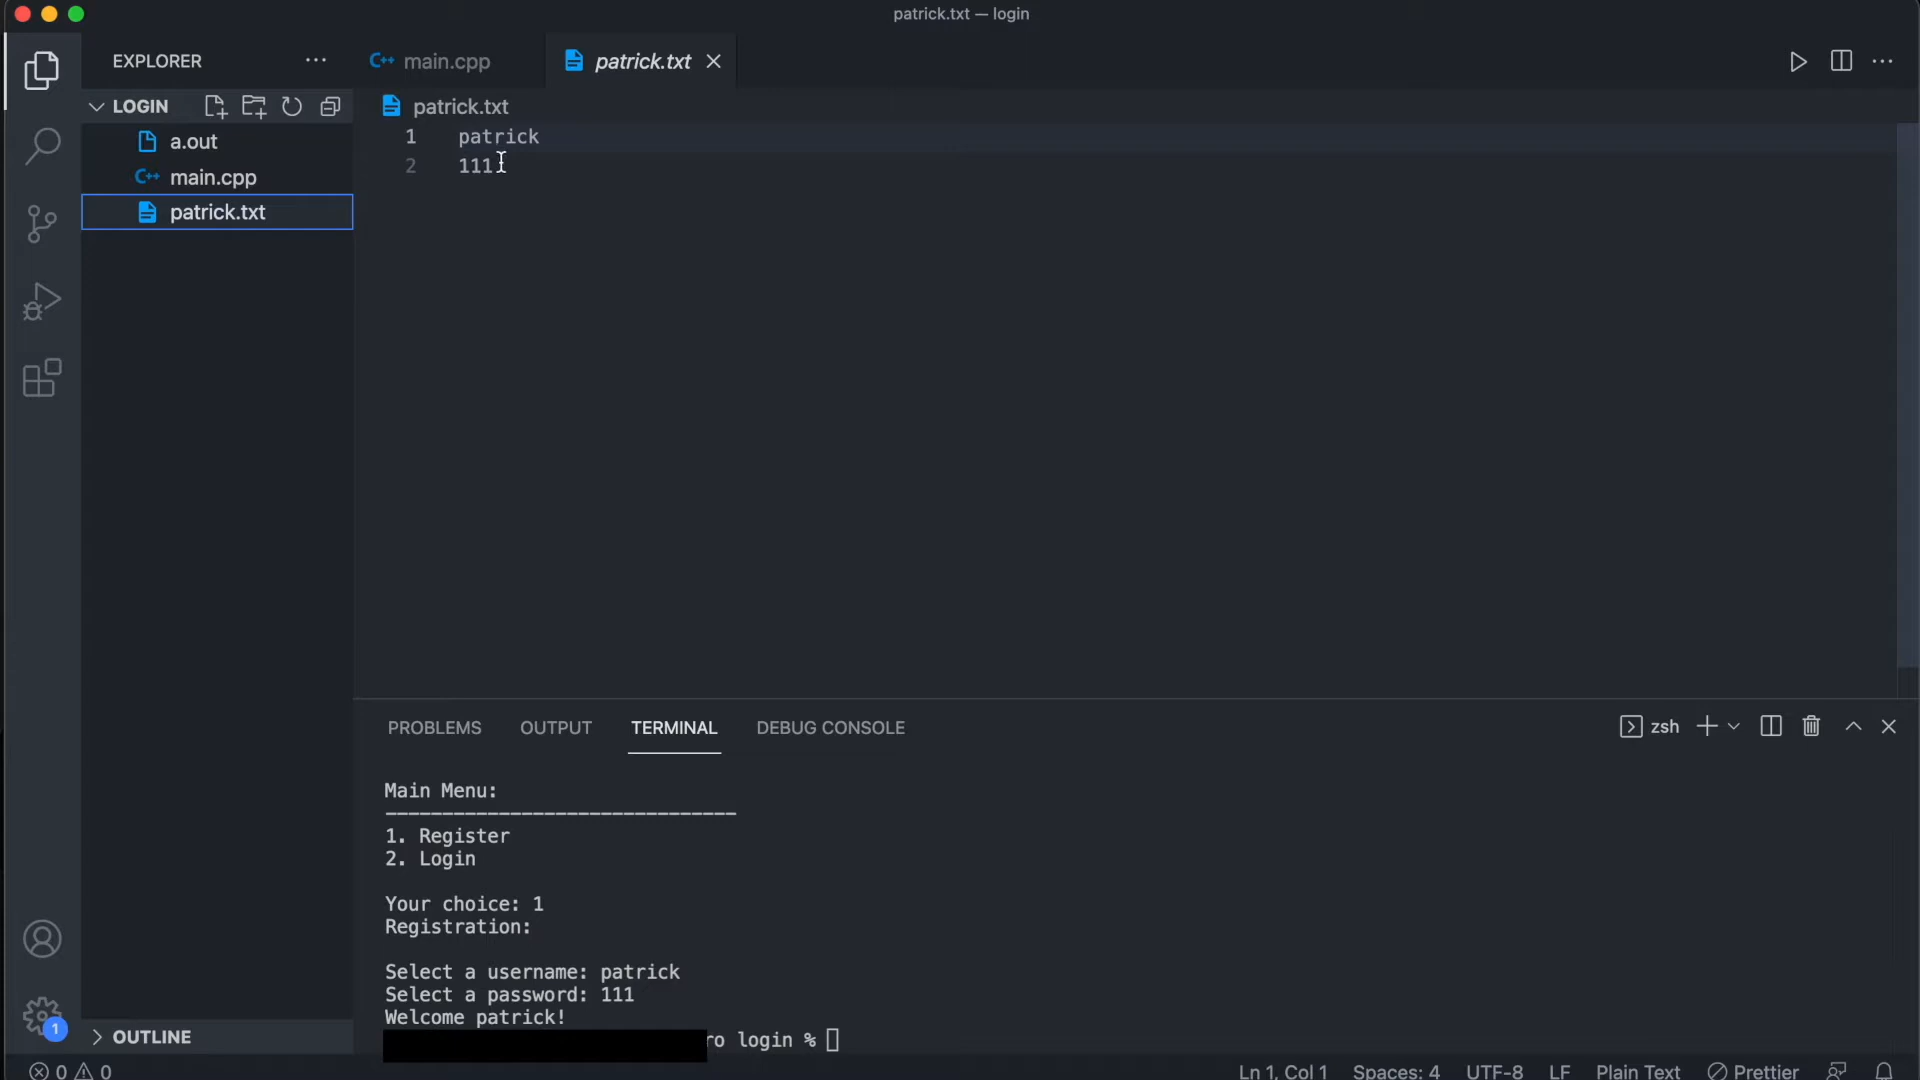 patrick.txt — login
EXPLORER
main.cpp
patrick.txt
LOGIN
patrick.txt
a.out
main.cpp
patrick.txt
1 patrick
2 111
PROBLEMS OUTPUT TERMINAL DEBUG CONSOLE
zsh
Main Menu:
-------------------------------
1. Register
2. Login
Your choice: 1
Registration:
Select a username: patrick
Select a password: 111
Welcome patrick!
ro login %
1
OUTLINE
0 0
Ln 1, Col 1 Spaces: 4 UTF-8 LF Plain Text Prettier